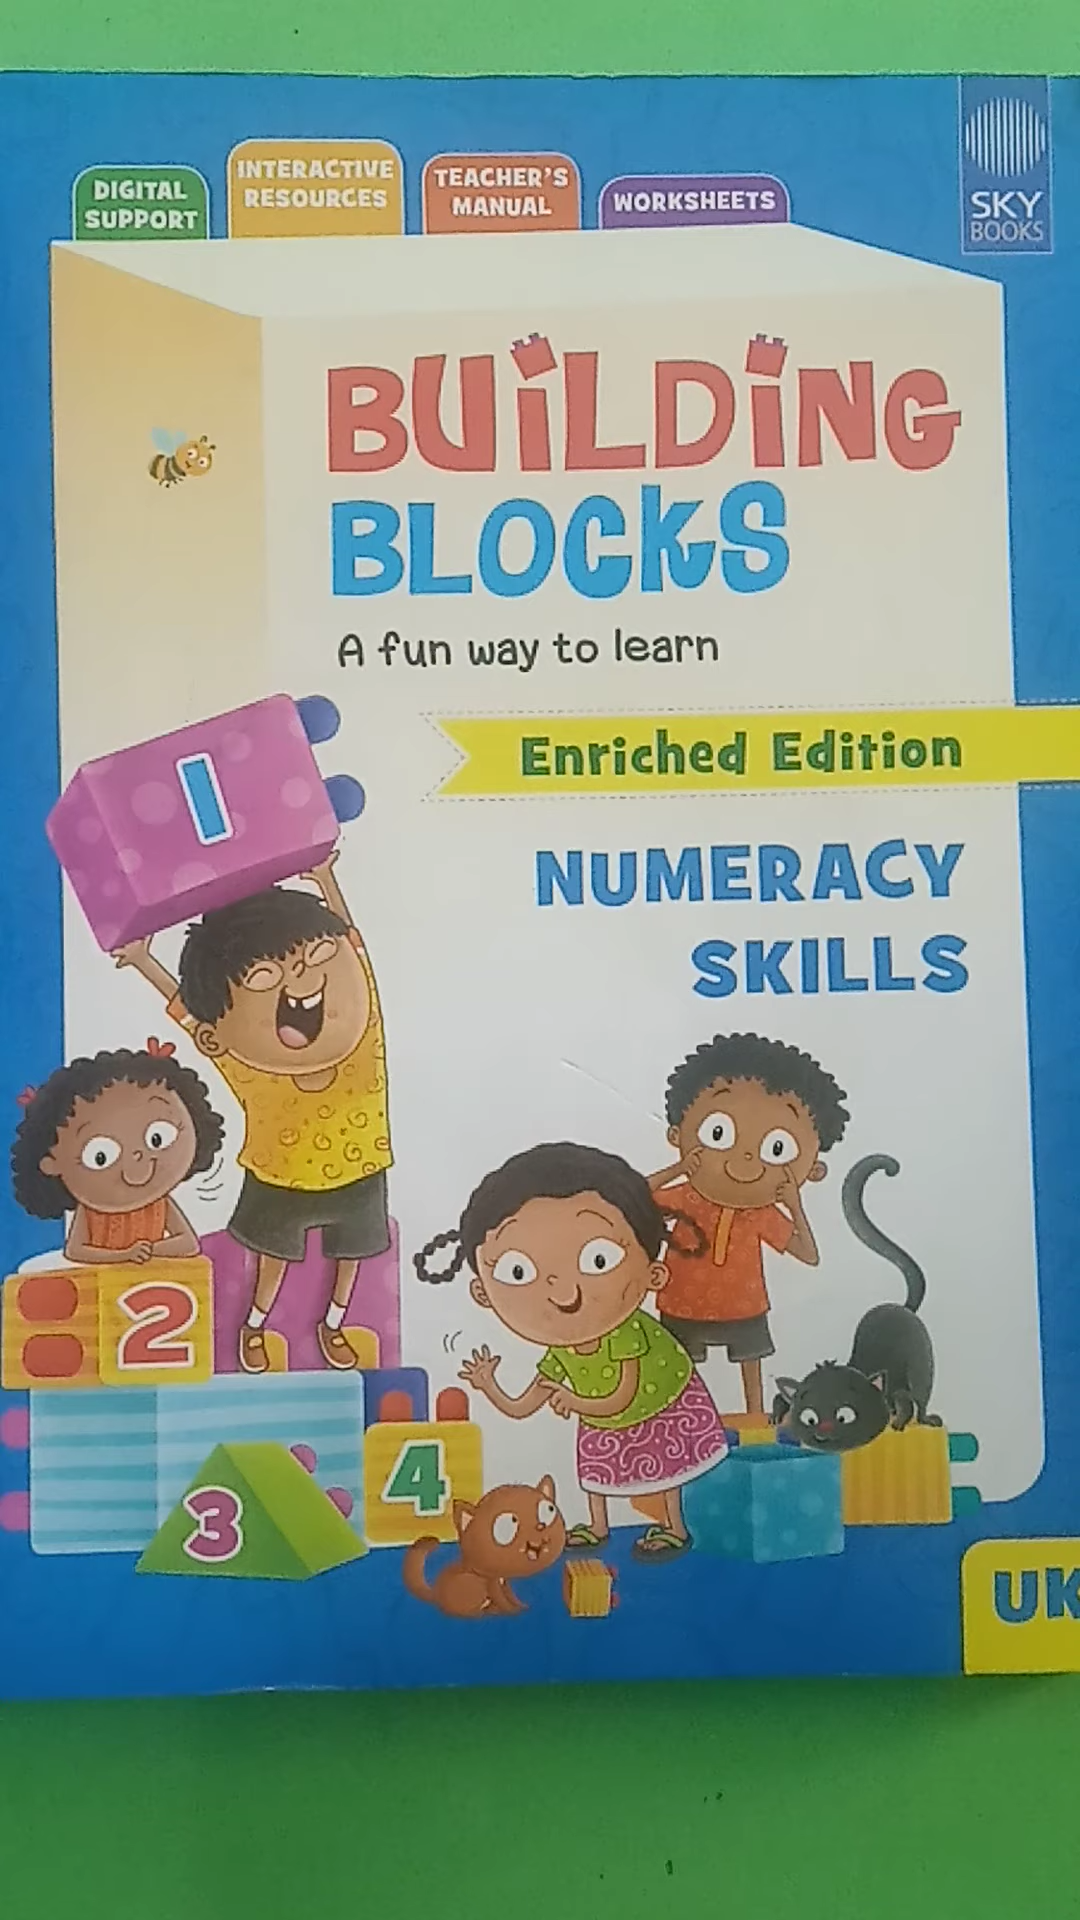 DIGITAL
SUPPORT
INTERACTIVE
RESOURCES
TEACHER'S
MANUAL
WORKSHEETS
SKY
BOOKS
BUiLDiNG
BLOCKS
A fun way to learn
Enriched Edition
NUMERACY
SKILLS
1
2
3
4
UK